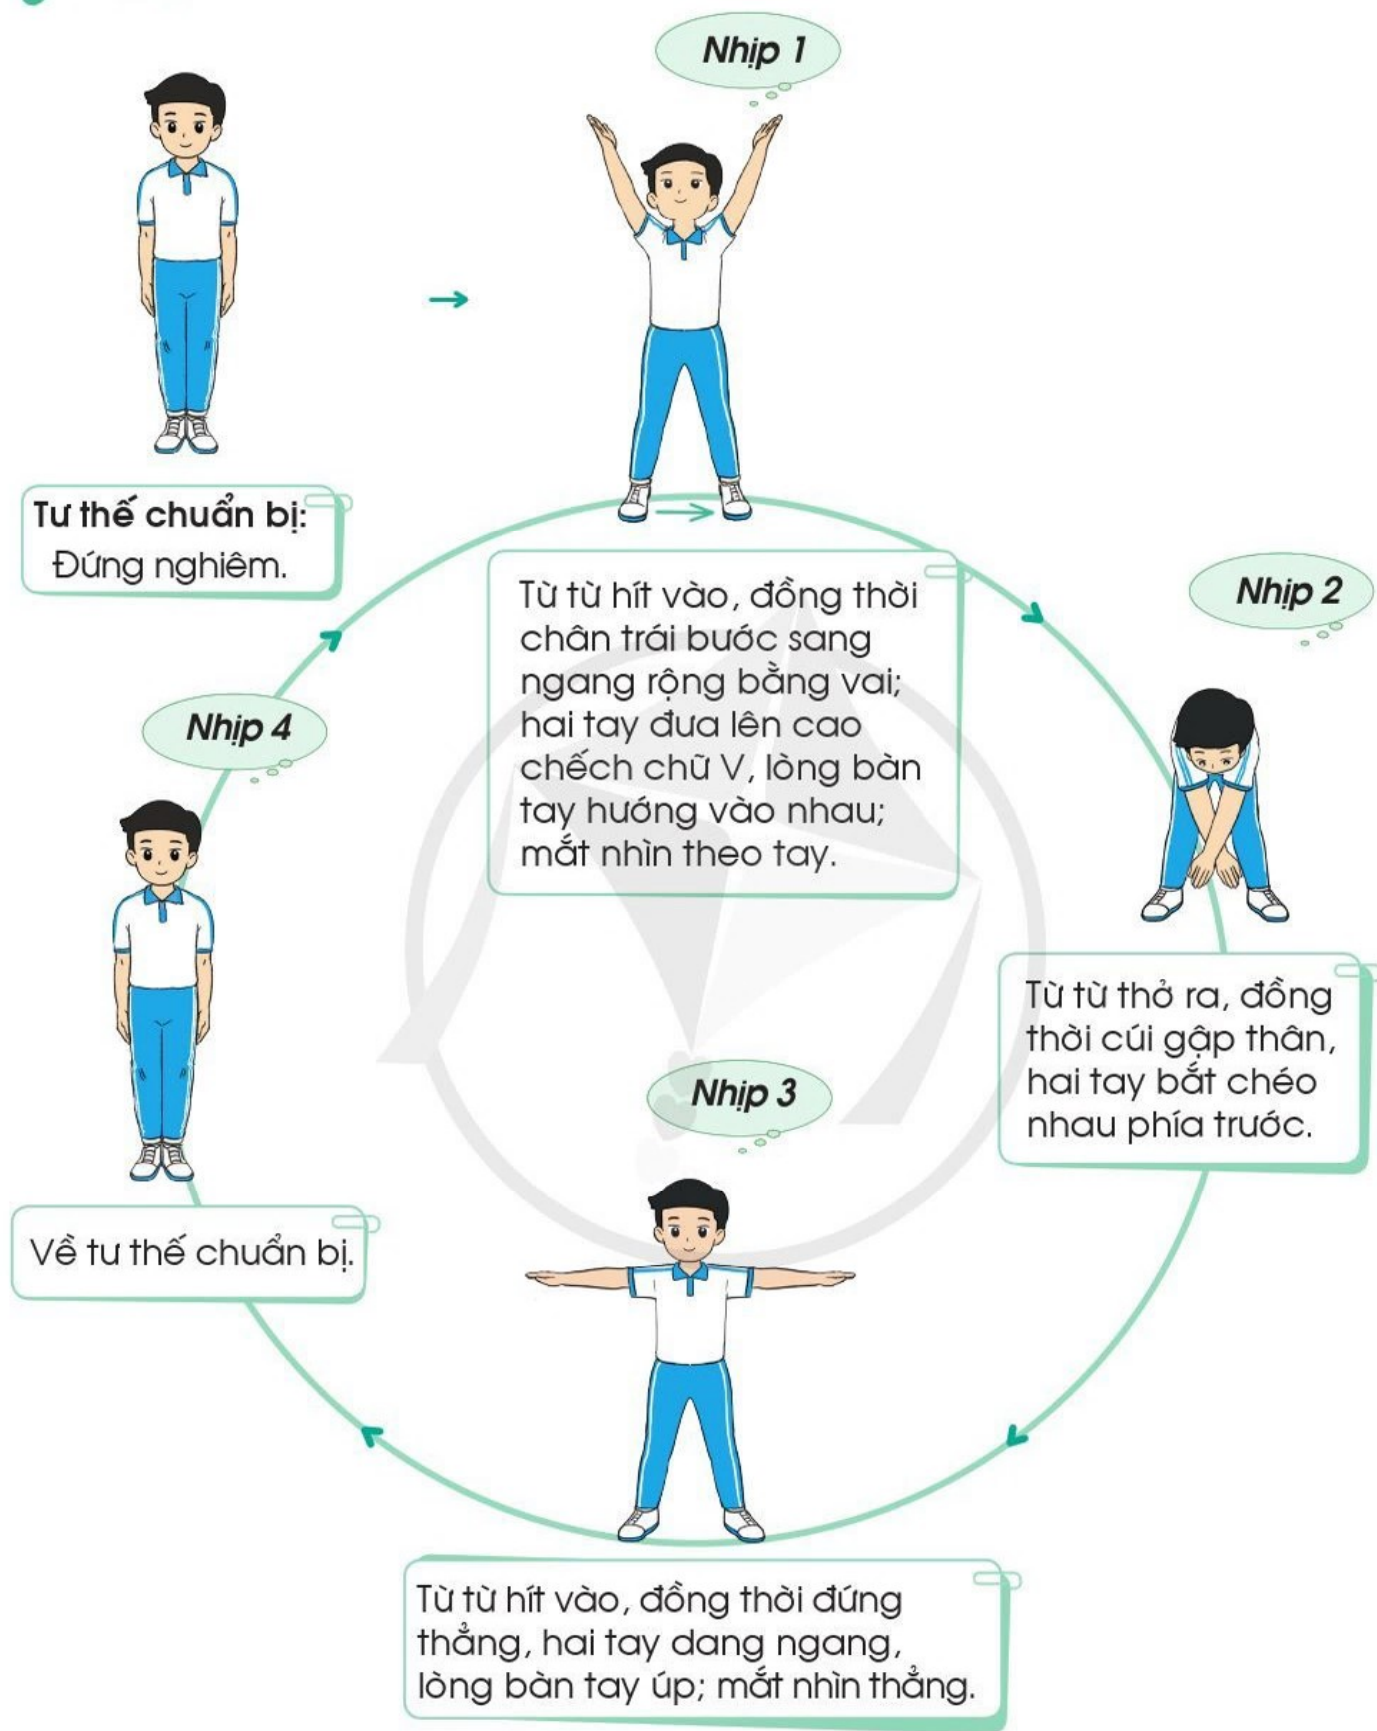 Nhịp 1
Tư thế chuẩn bị:
Đứng nghiêm.
Từ từ hít vào, đồng thời
chân trái bước sang
ngang rộng bằng vai;
hai tay đưa lên cao
chếch chữ V, lòng bàn
tay hướng vào nhau;
mắt nhìn theo tay.
Nhịp 2
Từ từ thở ra, đồng
thời cúi gập thân,
hai tay bắt chéo
nhau phía trước.
Nhịp 3
Từ từ hít vào, đồng thời đứng
thẳng, hai tay dang ngang,
lòng bàn tay úp; mắt nhìn thẳng.
Nhịp 4
Về tư thế chuẩn bị.